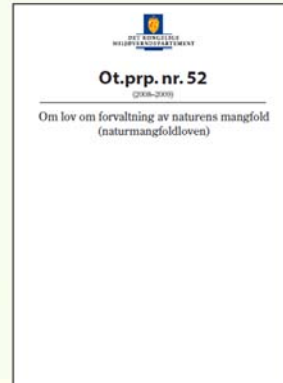 DET KONGELIGE
MILJØVERNDEPARTEMENT
Ot.prp. nr. 52
(2008–2009)
Om lov om forvaltning av naturens mangfold
(naturmangfoldloven)